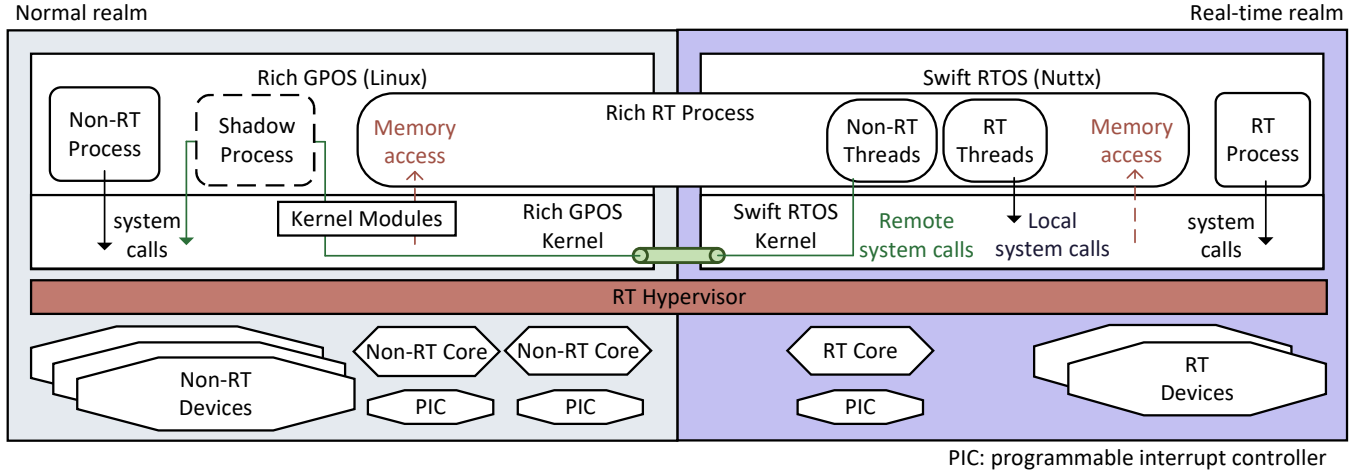 Normal realm
Real-time realm
Rich GPOS (Linux)
Swift RTOS (Nuttx)
Non-RT
Process
Shadow
Process
Memory
access
Rich RT Process
Non-RT
Threads
RT
Threads
Memory
access
RT
Process
system
calls
Kernel Modules
Rich GPOS
Kernel
Swift RTOS
Kernel
Remote
system calls
Local
system calls
system
calls
RT Hypervisor
Non-RT
Devices
Non-RT Core
Non-RT Core
PIC
PIC
RT Core
PIC
RT
Devices
PIC: programmable interrupt controller